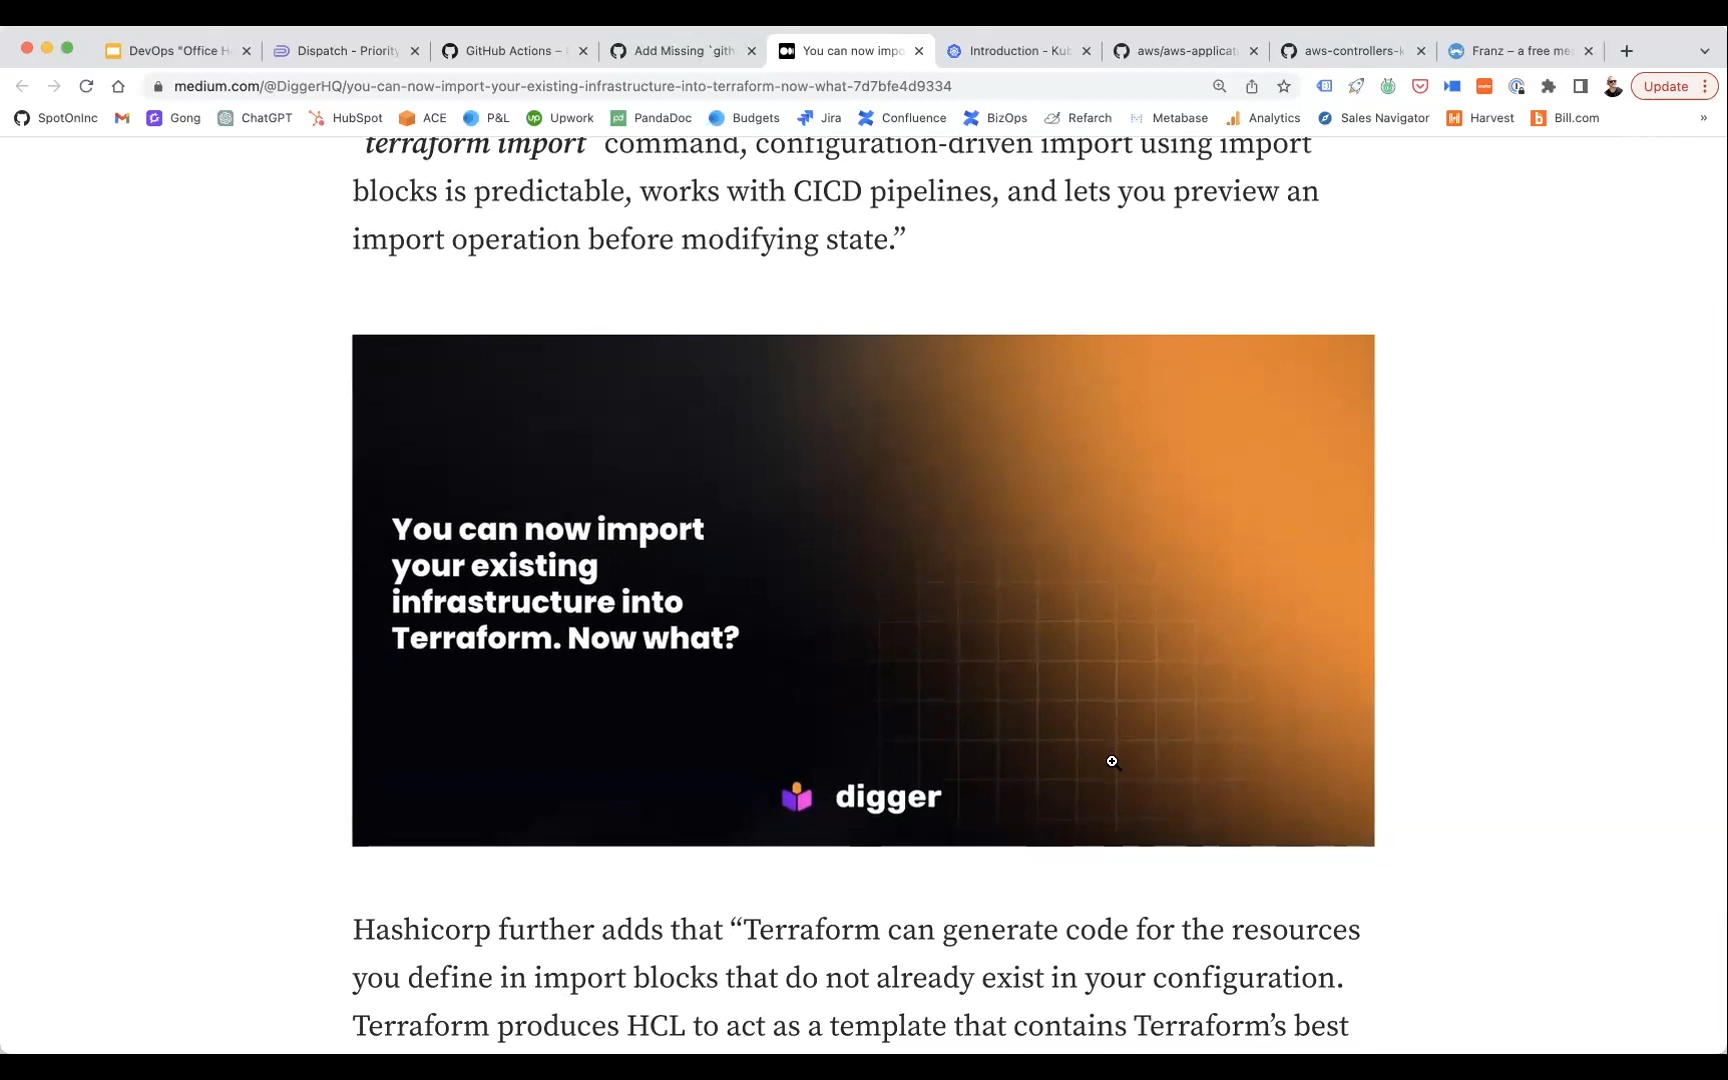 DevOps "Office H
Dispatch - Priority
GitHub Actions –
Add Missing `gith
You can now impo
Introduction - Kub
aws/aws-applicat
aws-controllers-k
Franz – a free me
medium.com/@DiggerHQ/you-can-now-import-your-existing-infrastructure-into-terraform-now-what-7d7bfe4d9334
Update
SpotOnInc
Gong
ChatGPT
HubSpot
ACE
P&L
Upwork
PandaDoc
Budgets
Jira
Confluence
BizOps
Refarch
Metabase
Analytics
Sales Navigator
Harvest
Bill.com
»
terraform import" command, configuration-driven import using import
blocks is predictable, works with CICD pipelines, and lets you preview an
import operation before modifying state.”
You can now import
your existing
infrastructure into
Terraform. Now what?
digger
Hashicorp further adds that “Terraform can generate code for the resources
you define in import blocks that do not already exist in your configuration.
Terraform produces HCL to act as a template that contains Terraform’s best